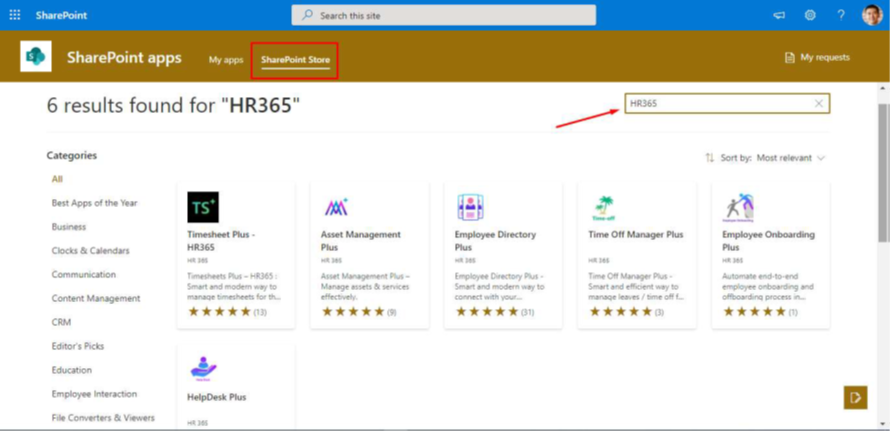 SharePoint
Search this site
SharePoint apps
My apps
SharePoint Store
My requests
6 results found for "HR365"
HR365
Categories
Sort by: Most relevant
All
Best Apps of the Year
Business
Clocks & Calendars
Communication
Content Management
CRM
Editor's Picks
Education
Employee Interaction
File Converters & Viewers
TS+
Timesheet Plus -
HR365
HR 365
Timesheets Plus – HR365 :
Smart and modern way to
manage timesheets for th...
(13)
Asset Management
Plus
HR 365
Asset Management Plus –
Manage assets & services
effectively.
(9)
Employee Directory
Plus
HR 365
Employee Directory Plus -
Smart and modern way to
connect with your...
(31)
Time off
Time Off Manager Plus
HR 365
Time Off Manager Plus -
Smart and efficient way to
manage leaves / time off f...
(3)
Employee Onboarding
Employee Onboarding
Plus
HR 365
Automate end-to-end
employee onboarding and
offboarding process in...
(1)
HelpDesk Plus
HR 365